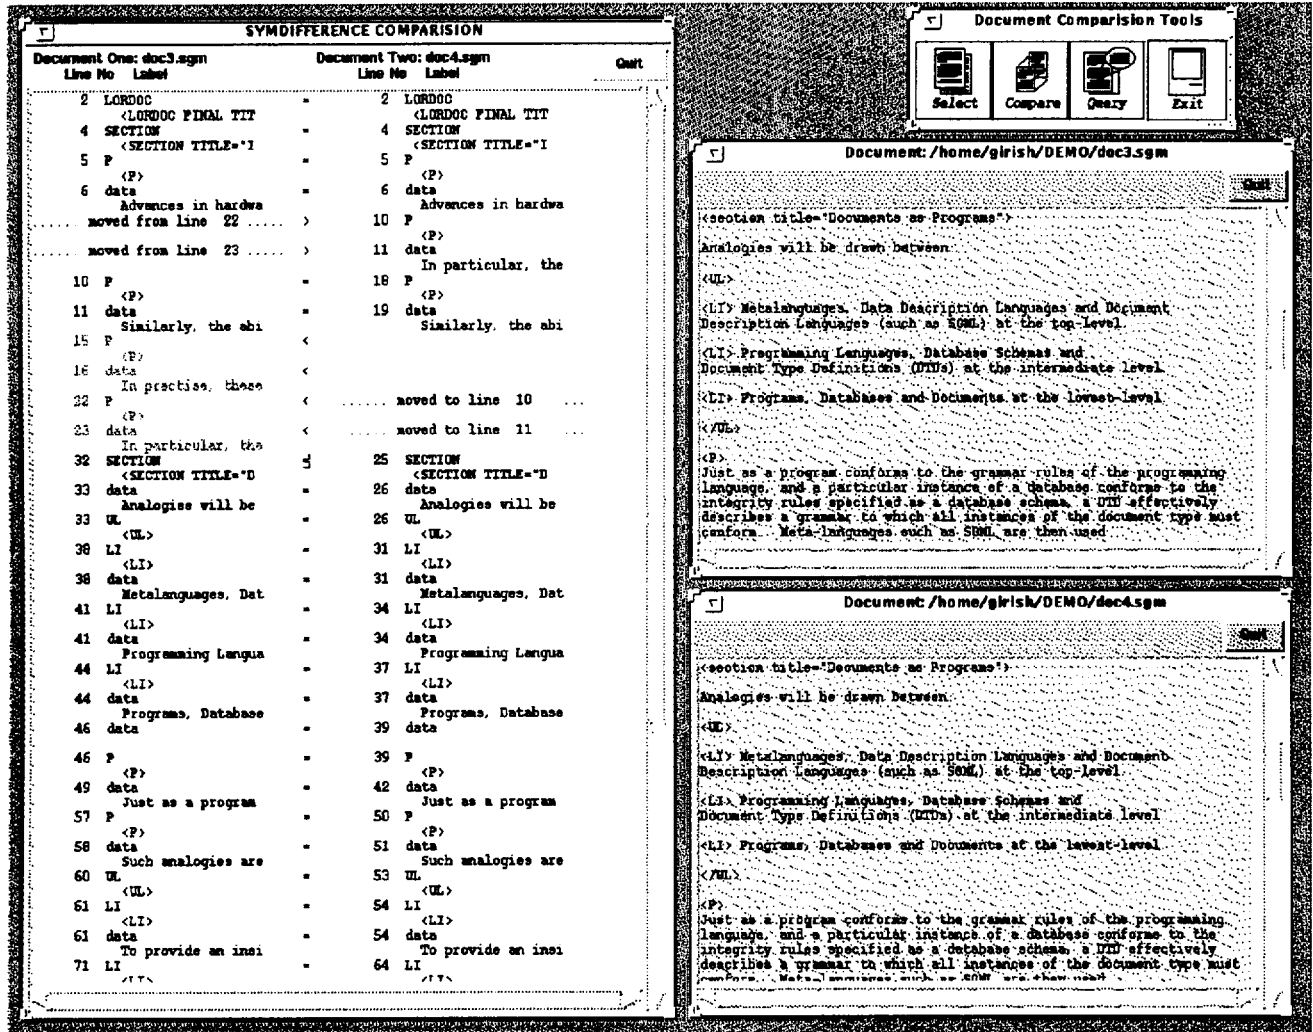 SYMDIFFERENCE COMPARISION
Document One: doc3.sgm Document Two: doc4.sgm Quit
Line No Label Line No Label
2 LORDOC = 2 LORDOC
<LORDOC FINAL TIT <LORDOC FINAL TIT
4 SECTION = 4 SECTION
<SECTION TITLE="I <SECTION TITLE="I
5 P = 5 P
<P> <P>
6 data = 6 data
Advances in hardwa Advances in hardwa
..... moved from line 22 ..... > 10 P
<P>
..... moved from line 23 ..... > 11 data
In particular, the
10 P = 18 P
<P> <P>
11 data = 19 data
Similarly, the abi Similarly, the abi
15 P <
<P>
16 data <
In practise, these
22 P < ...... moved to line 10 ...
<P>
23 data < ..... moved to line 11 ...
In particular, the
32 SECTION 25 SECTION
<SECTION TITLE="D <SECTION TITLE="D
33 data = 26 data
Analogies will be Analogies will be
33 UL = 26 UL
<UL> <UL>
38 LI = 31 LI
<LI> <LI>
38 data = 31 data
Metalanguages, Dat Metalanguages, Dat
41 LI = 34 LI
<LI> <LI>
41 data = 34 data
Programming Langua Programming Langua
44 LI = 37 LI
<LI> <LI>
44 data = 37 data
Programs, Database Programs, Database
46 data = 39 data
46 P = 39 P
<P> <P>
49 data = 42 data
Just as a program Just as a program
57 P = 50 P
<P> <P>
58 data = 51 data
Such analogies are Such analogies are
60 UL = 53 UL
<UL> <UL>
61 LI = 54 LI
<LI> <LI>
61 data = 54 data
To provide an insi To provide an insi
71 LI = 64 LI
Document Comparision Tools
Select Compare Query Exit
Document: /home/girish/DEMO/doc3.sgm
Quit
<section title="Documents as Programs">
Analogies will be drawn between
<UL>
<LI> Metalanguages, Data Description Languages and Document
Description Languages (such as SGML) at the top-level.
<LI> Programming Languages, Database Schemas and
Document Type Definitions (DTDs) at the intermediate level
<LI> Programs, Databases and Documents at the lowest-level
</UL>
<P>
Just as a program conforms to the grammar rules of the programming
language, and a particular instance of a database conforms to the
integrity rules specified as a database schema, a DTD effectively
describes a grammar to which all instances of the document type must
conform. Meta-languages such as SGML are then used
Document: /home/girish/DEMO/doc4.sgm
Quit
<section title="Documents as Programs">
Analogies will be drawn between
<UL>
<LI> Metalanguages, Data Description Languages and Document
Description Languages (such as SGML) at the top-level
<LI> Programming Languages, Database Schemas and
Document Type Definitions (DTDs) at the intermediate level
<LI> Programs, Databases and Documents at the lowest-level
</UL>
<P>
Just as a program conforms to the grammar rules of the programming
language, and a particular instance of a database conforms to the
integrity rules specified as a database schema, a DTD effectively
describes a grammar to which all instances of the document type must